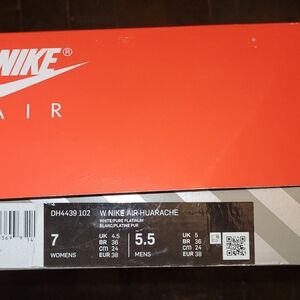 NIKE®
AIR
DH4439 102 W NIKE AIR HUARACHE
WHITE/PURE PLATINUM
BLANC/PLATINE PUR
7 UK 4.5 BR 36 CM 24 EUR 38
WOMENS
5.5 UK 5 BR 36 CM 24 EUR 38
MENS